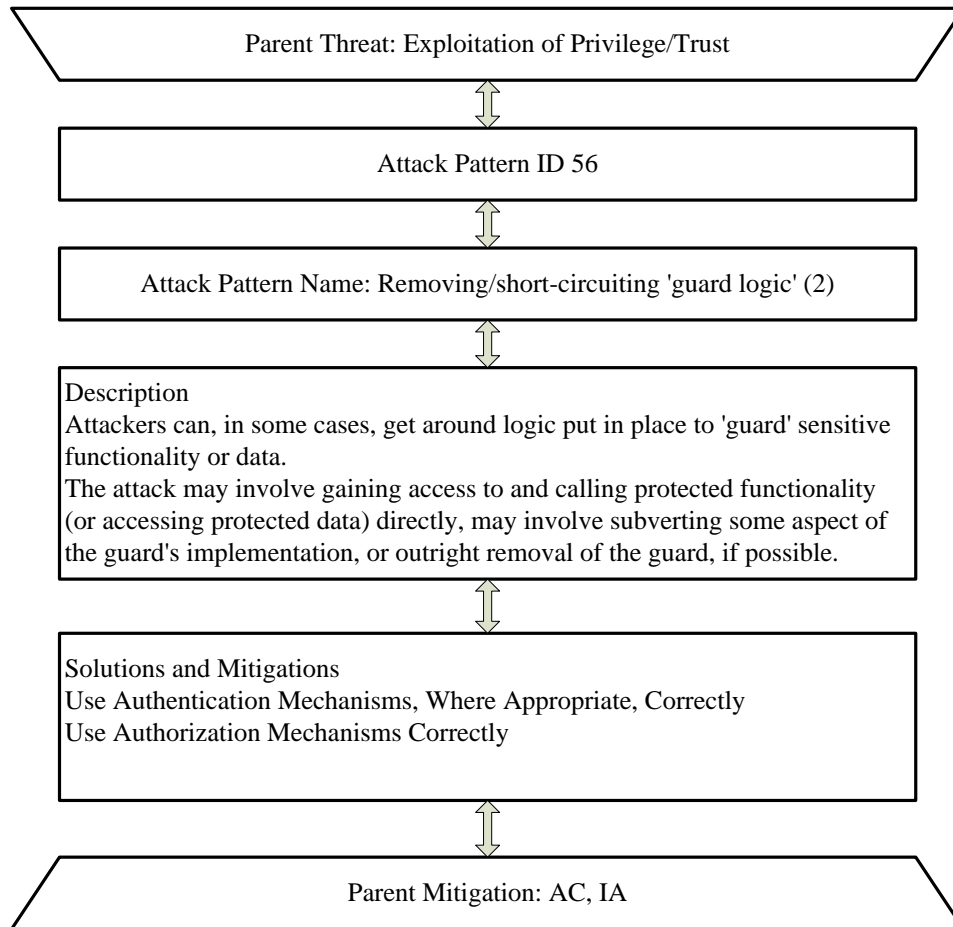 Parent Threat: Exploitation of Privilege/Trust
Attack Pattern ID 56
Attack Pattern Name: Removing/short-circuiting 'guard logic' (2)
Description
Attackers can, in some cases, get around logic put in place to 'guard' sensitive
functionality or data.
The attack may involve gaining access to and calling protected functionality
(or accessing protected data) directly, may involve subverting some aspect of
the guard's implementation, or outright removal of the guard, if possible.
Solutions and Mitigations
Use Authentication Mechanisms, Where Appropriate, Correctly
Use Authorization Mechanisms Correctly
Parent Mitigation: AC, IA